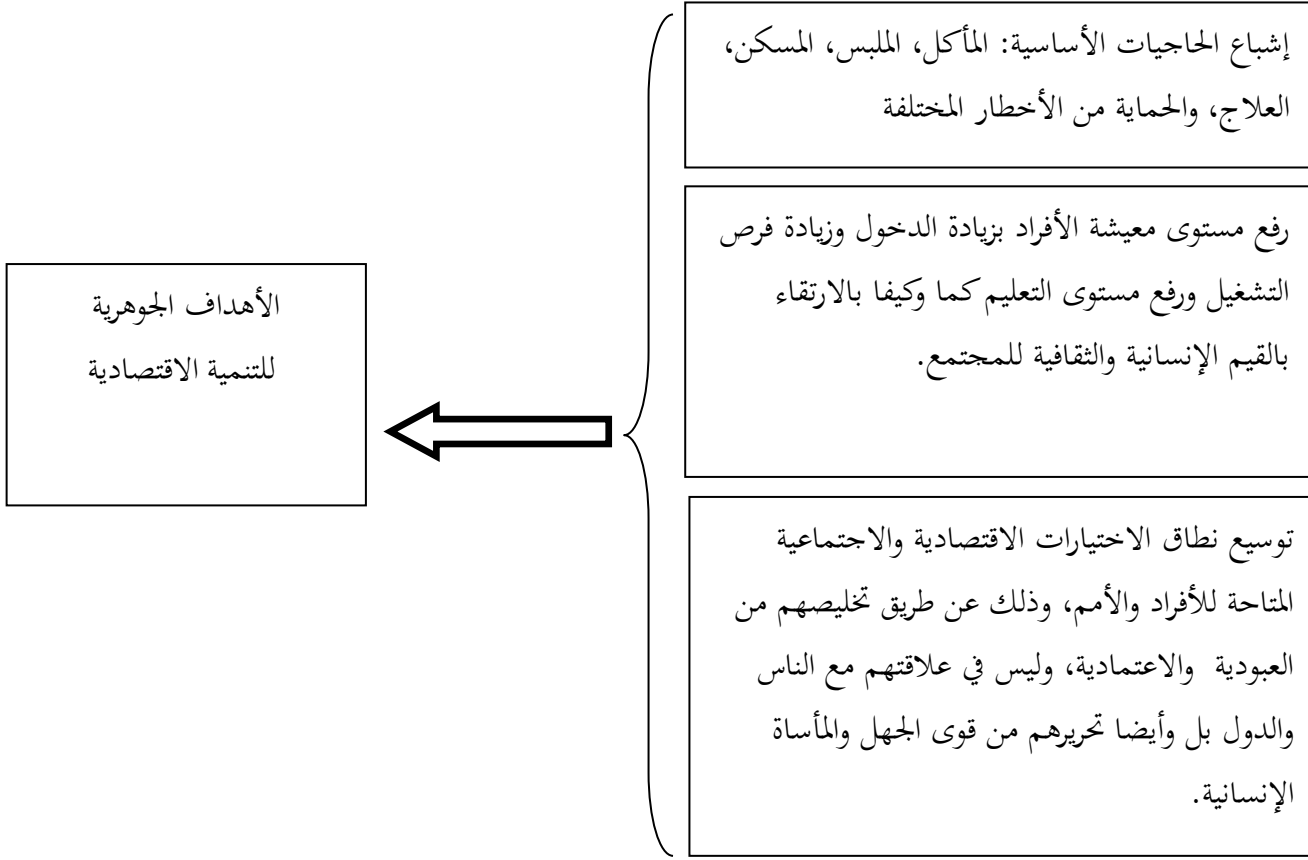 إشباع الحاجيات الأساسية: المأكل، الملبس، المسكن،
العلاج، والحماية من الأخطار المختلفة
رفع مستوى معيشة الأفراد بزيادة الدخول وزيادة فرص
التشغيل ورفع مستوى التعليم كما وكيفا بالارتقاء
بالقيم الإنسانية والثقافية للمجتمع.
توسيع نطاق الاختيارات الاقتصادية والاجتماعية
المتاحة للأفراد والأمم، وذلك عن طريق تخليصهم من
العبودية والاعتمادية، وليس في علاقتهم مع الناس
والدول بل وأيضا تحريرهم من قوى الجهل والمأساة
الإنسانية.
الأهداف الجوهرية
للتنمية الاقتصادية